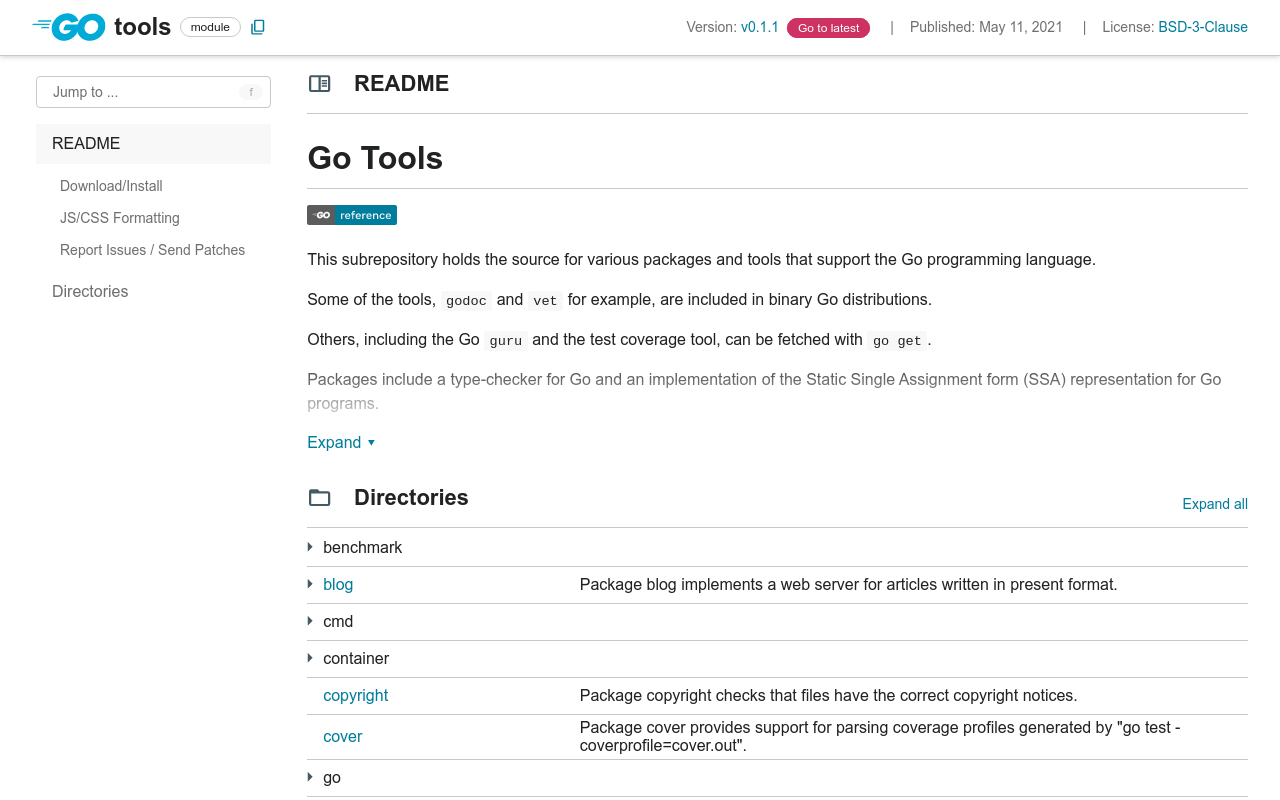 GO tools module
Version: v0.1.1 Go to latest | Published: May 11, 2021 | License: BSD-3-Clause
Jump to ... f
README
Download/Install
JS/CSS Formatting
Report Issues / Send Patches
Directories
README
Go Tools
GO reference
This subrepository holds the source for various packages and tools that support the Go programming language.
Some of the tools, godoc and vet for example, are included in binary Go distributions.
Others, including the Go guru and the test coverage tool, can be fetched with go get.
Packages include a type-checker for Go and an implementation of the Static Single Assignment form (SSA) representation for Go
programs.
Expand
Directories
Expand all
benchmark
blog Package blog implements a web server for articles written in present format.
cmd
container
copyright Package copyright checks that files have the correct copyright notices.
cover Package cover provides support for parsing coverage profiles generated by "go test -
coverprofile=cover.out".
go